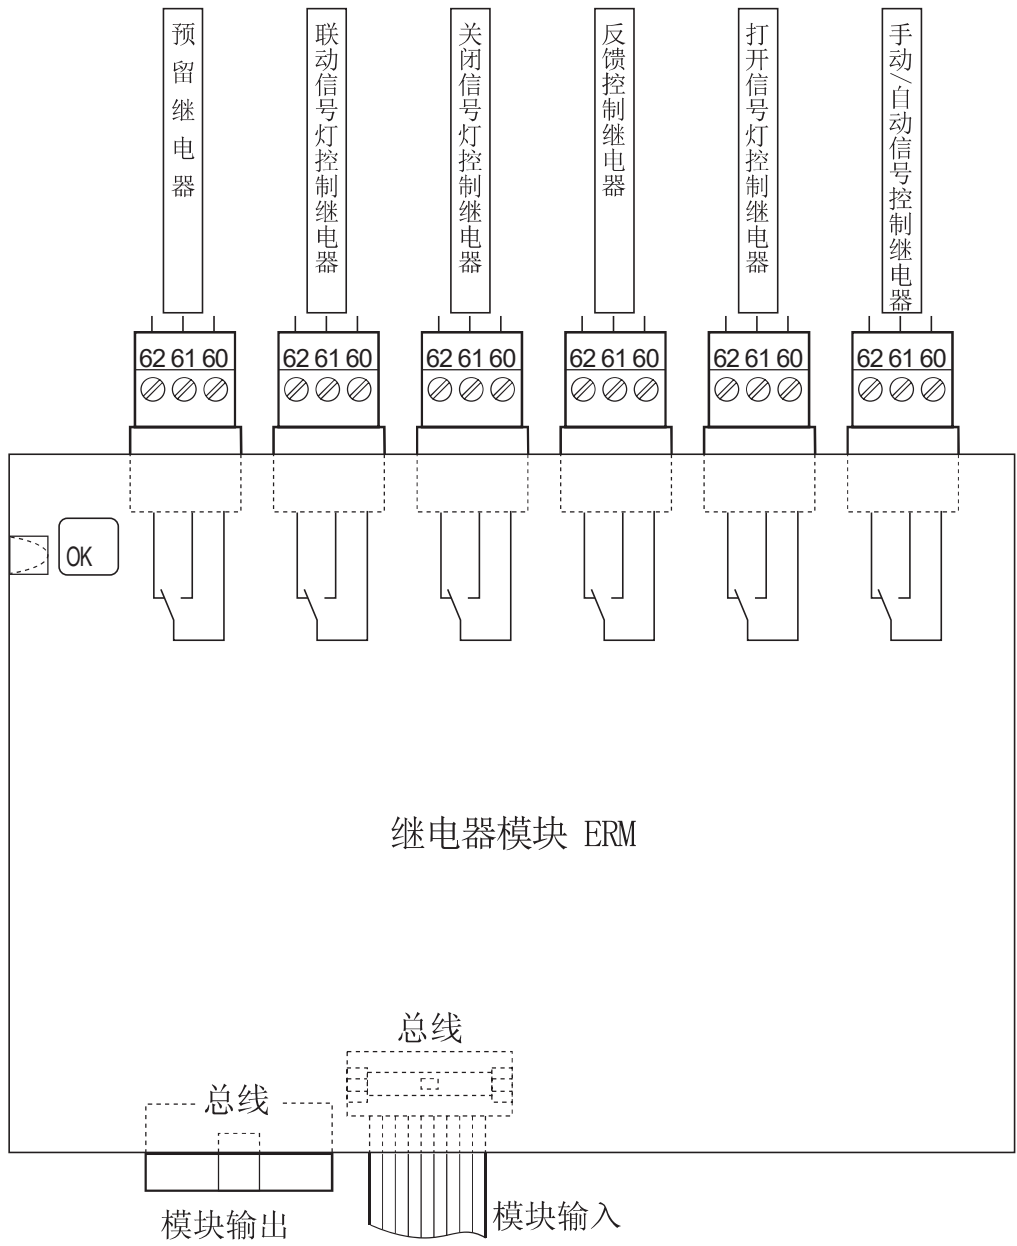 预留继电器
联动信号灯控制继电器
关闭信号灯控制继电器
反馈控制继电器
打开信号灯控制继电器
手动/自动信号控制继电器
62 61 60
62 61 60
62 61 60
62 61 60
62 61 60
62 61 60
OK
继电器模块 ERM
总线
总线
模块输出
模块输入